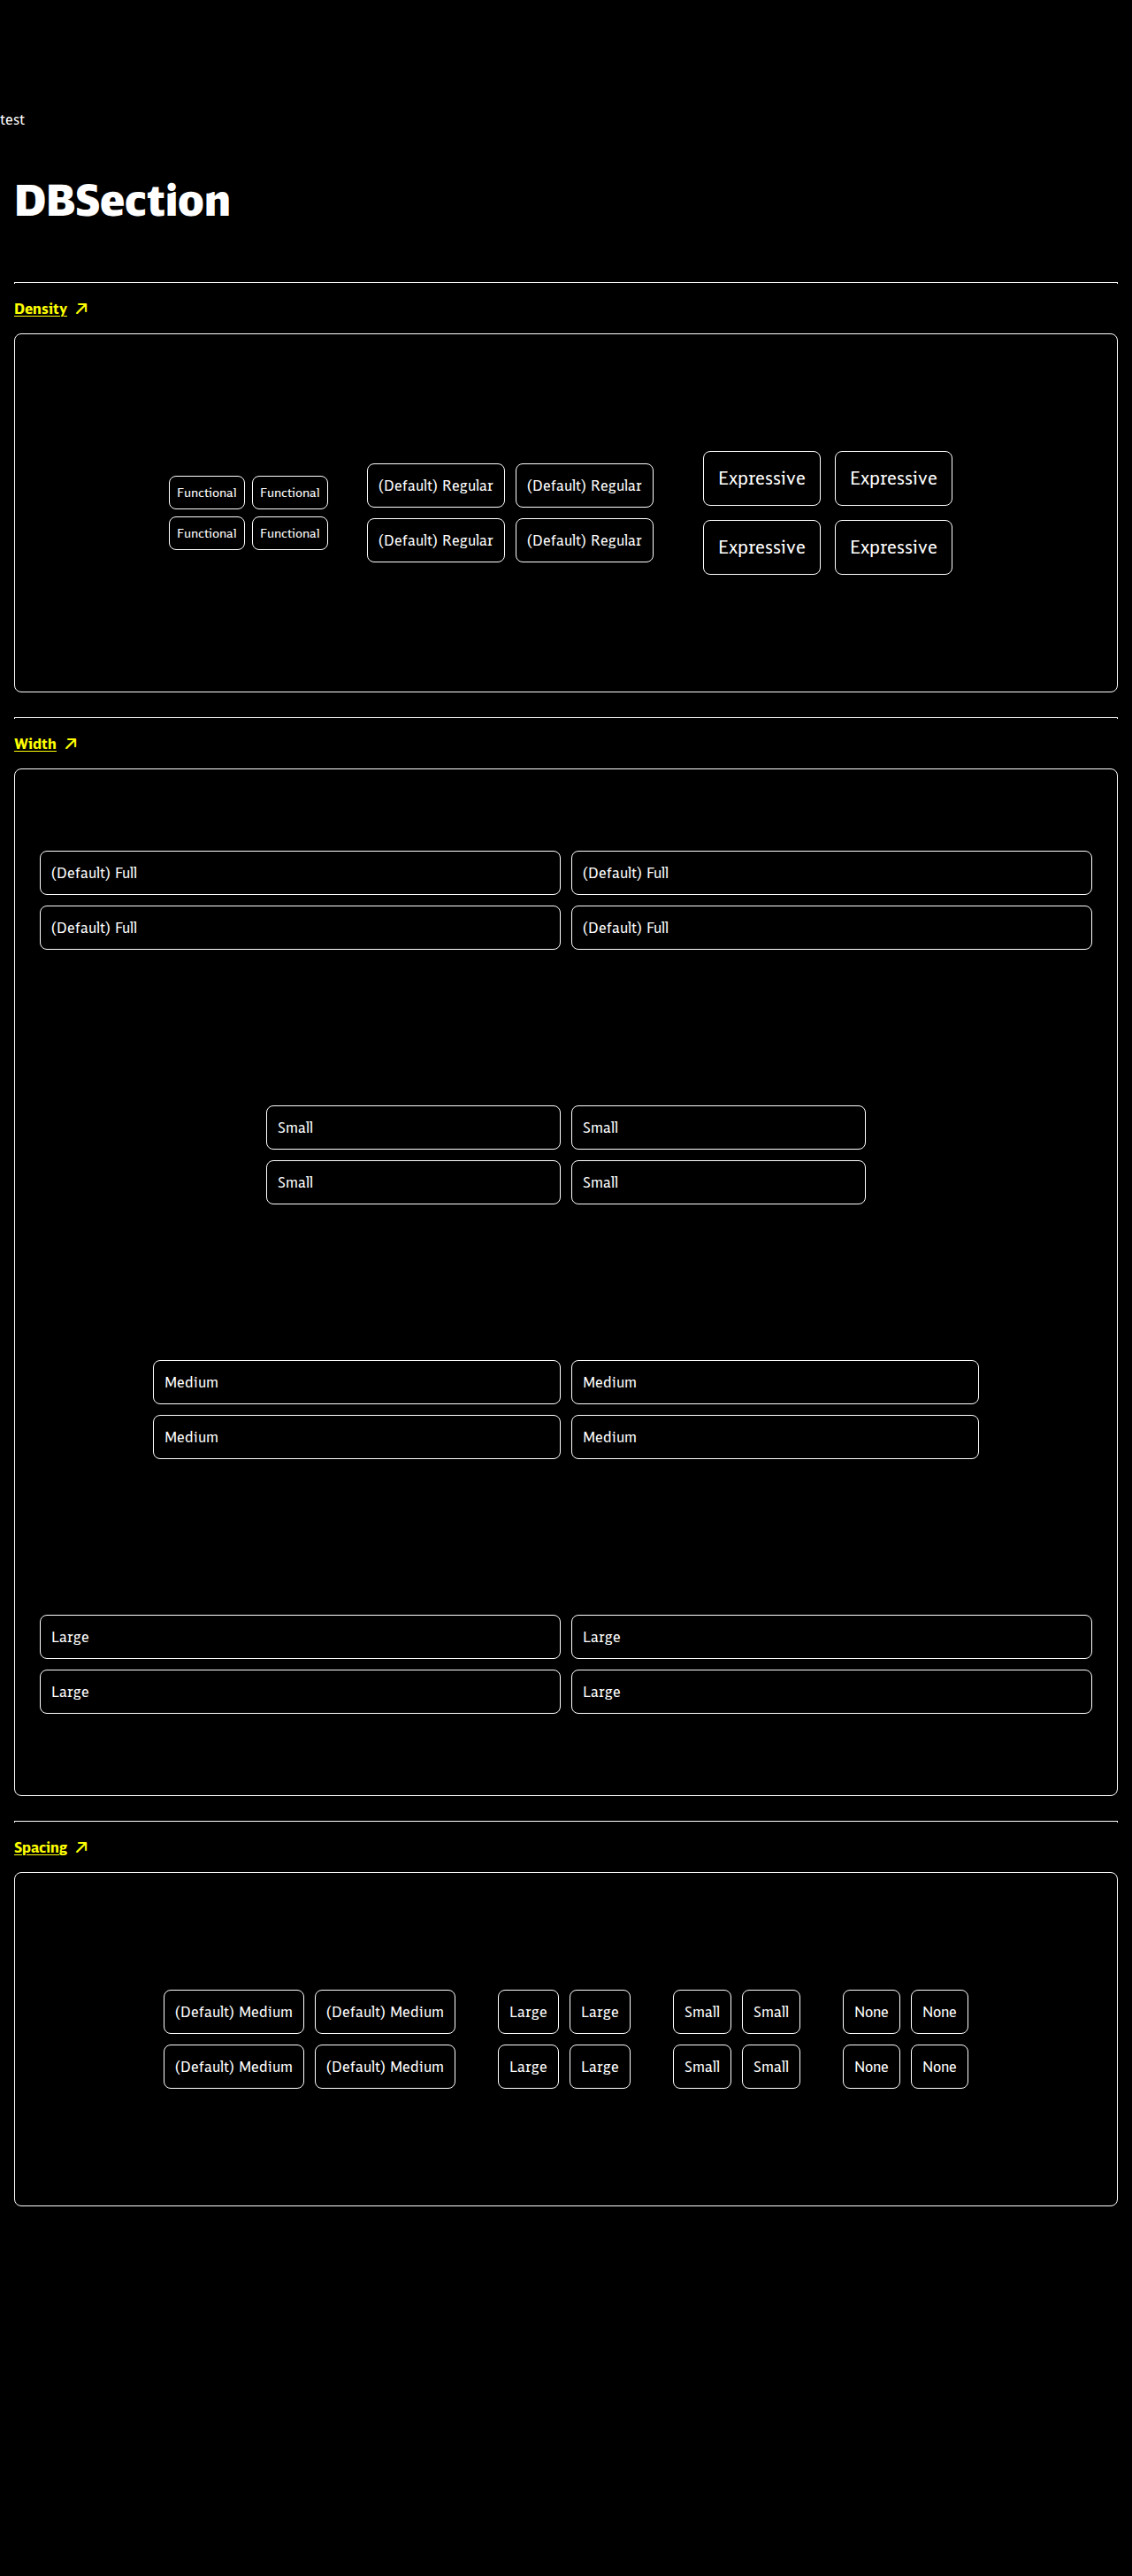 test
DBSection
Density
Functional Functional (Default) Regular (Default) Regular Expressive Expressive
Functional Functional (Default) Regular (Default) Regular Expressive Expressive
Width
(Default) Full (Default) Full
(Default) Full (Default) Full
Small Small
Small Small
Medium Medium
Medium Medium
Large Large
Large Large
Spacing
(Default) Medium (Default) Medium Large Large Small Small None None
(Default) Medium (Default) Medium Large Large Small Small None None